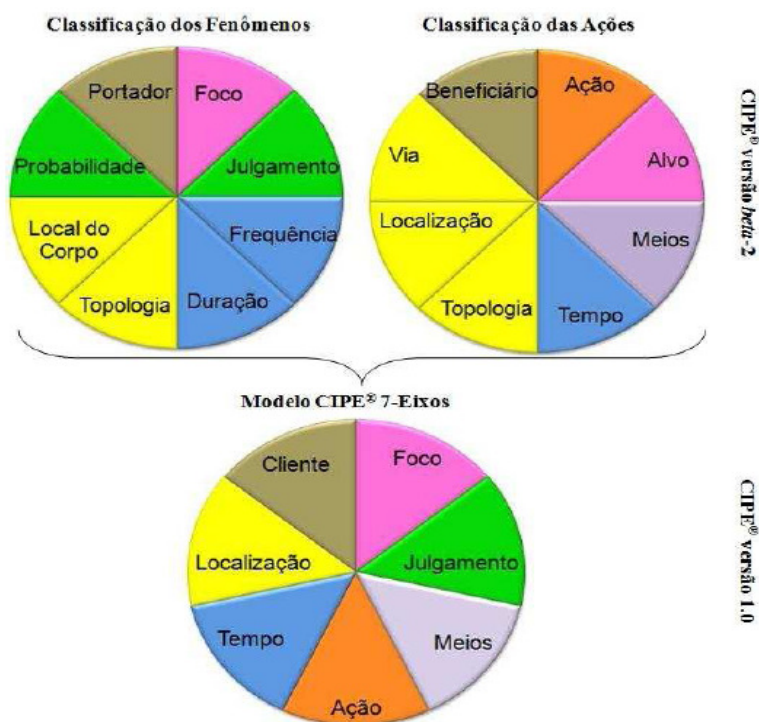 Classificação dos Fenômenos
Portador
Foco
Probabilidade
Julgamento
Local do
Corpo
Frequência
Topologia
Duração
Classificação das Ações
Beneficiário
Ação
Via
Alvo
Localização
Meios
Topologia
Tempo
CIPE® versão beta-2
Modelo CIPE® 7-Eixos
Cliente
Foco
Localização
Julgamento
Tempo
Meios
Ação
CIPE® versão 1.0